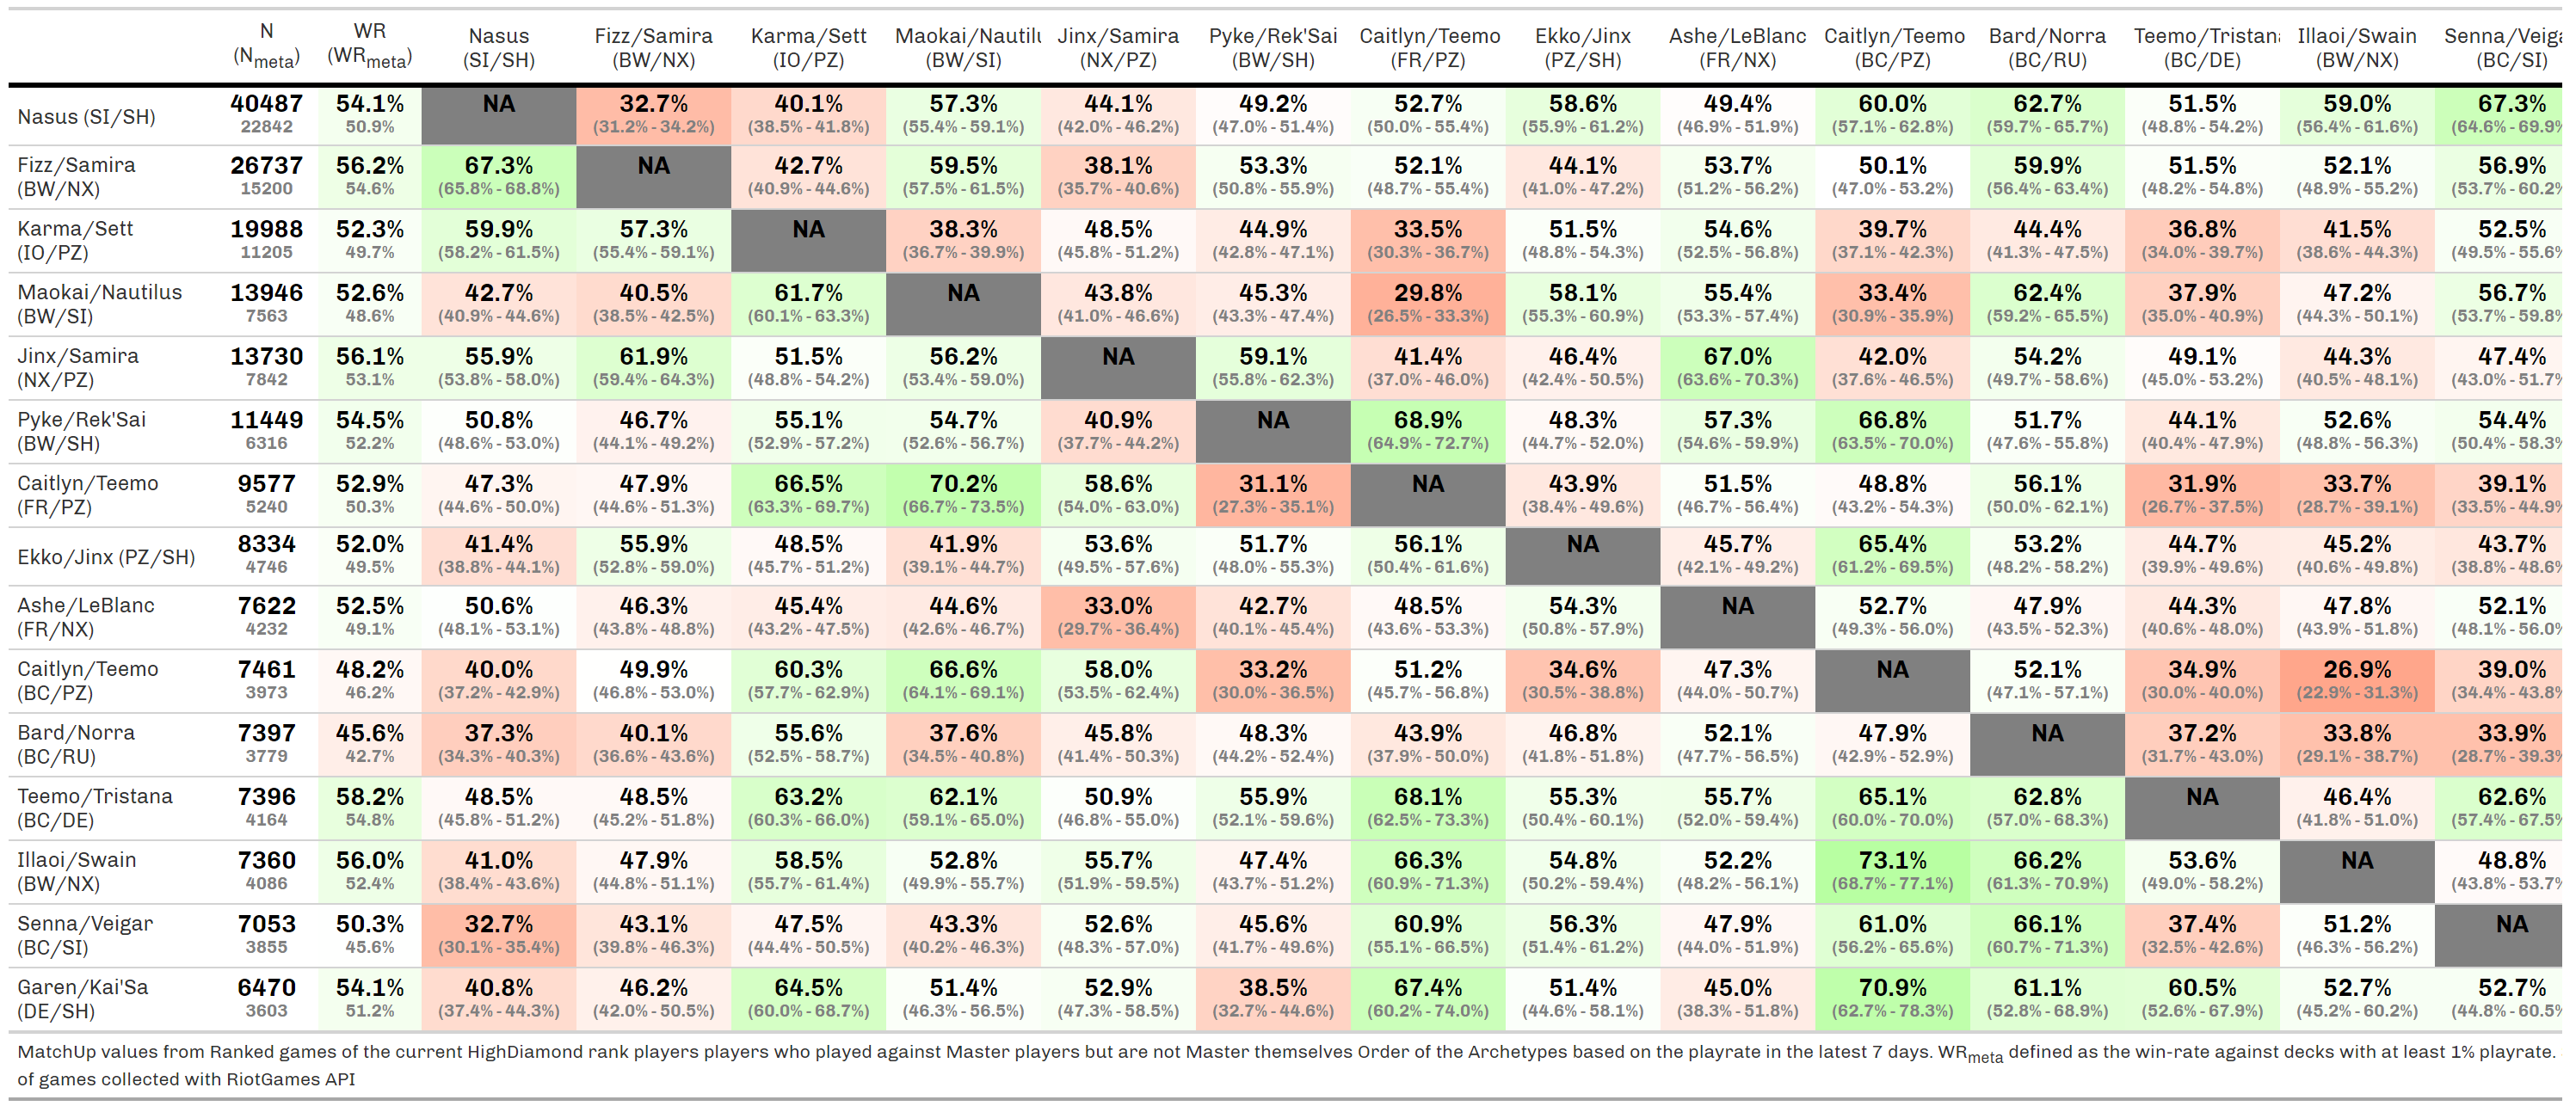 N WR Nasus Fizz/Samira Karma/Sett Maokai/Nautilu Jinx/Samira Pyke/Rek'Sai Caitlyn/Teemo Ekko/Jinx Ashe/LeBlanc Caitlyn/Teemo Bard/Norra Teemo/Tristana Illaoi/Swain Senna/Veiga
(Nmeta) (WRmeta) (SI/SH) (BW/NX) (IO/PZ) (BW/SI) (NX/PZ) (BW/SH) (FR/PZ) (PZ/SH) (FR/NX) (BC/PZ) (BC/RU) (BC/DE) (BW/NX) (BC/SI)
Nasus (SI/SH) 40487 54.1% NA 32.7% 40.1% 57.3% 44.1% 49.2% 52.7% 58.6% 49.4% 60.0% 62.7% 51.5% 59.0% 67.3%
22842 50.9% (31.2% - 34.2%) (38.5% - 41.8%) (55.4% - 59.1%) (42.0% - 46.2%) (47.0% - 51.4%) (50.0% - 55.4%) (55.9% - 61.2%) (46.9% - 51.9%) (57.1% - 62.8%) (59.7% - 65.7%) (48.8% - 54.2%) (56.4% - 61.6%) (64.6% - 69.9%
Fizz/Samira 26737 56.2% 67.3% NA 42.7% 59.5% 38.1% 53.3% 52.1% 44.1% 53.7% 50.1% 59.9% 51.5% 52.1% 56.9%
(BW/NX) 15200 54.6% (65.8% - 68.8%) (40.9% - 44.6%) (57.5% - 61.5%) (35.7% - 40.6%) (50.8% - 55.9%) (48.7% - 55.4%) (41.0% - 47.2%) (51.2% - 56.2%) (47.0% - 53.2%) (56.4% - 63.4%) (48.2% - 54.8%) (48.9% - 55.2%) (53.7% - 60.2%
Karma/Sett 19988 52.3% 59.9% 57.3% NA 38.3% 48.5% 44.9% 33.5% 51.5% 54.6% 39.7% 44.4% 36.8% 41.5% 52.5%
(IO/PZ) 11205 49.7% (58.2% - 61.5%) (55.4% - 59.1%) (36.7% - 39.9%) (45.8% - 51.2%) (42.8% - 47.1%) (30.3% - 36.7%) (48.8% - 54.3%) (52.5% - 56.8%) (37.1% - 42.3%) (41.3% - 47.5%) (34.0% - 39.7%) (38.6% - 44.3%) (49.5% - 55.6%
Maokai/Nautilus 13946 52.6% 42.7% 40.5% 61.7% NA 43.8% 45.3% 29.8% 58.1% 55.4% 33.4% 62.4% 37.9% 47.2% 56.7%
(BW/SI) 7563 48.6% (40.9% - 44.6%) (38.5% - 42.5%) (60.1% - 63.3%) (41.0% - 46.6%) (43.3% - 47.4%) (26.5% - 33.3%) (55.3% - 60.9%) (53.3% - 57.4%) (30.9% - 35.9%) (59.2% - 65.5%) (35.0% - 40.9%) (44.3% - 50.1%) (53.7% - 59.8%
Jinx/Samira 13730 56.1% 55.9% 61.9% 51.5% 56.2% NA 59.1% 41.4% 46.4% 67.0% 42.0% 54.2% 49.1% 44.3% 47.4%
(NX/PZ) 7842 53.1% (53.8% - 58.0%) (59.4% - 64.3%) (48.8% - 54.2%) (53.4% - 59.0%) (55.8% - 62.3%) (37.0% - 46.0%) (42.4% - 50.5%) (63.6% - 70.3%) (37.6% - 46.5%) (49.7% - 58.6%) (45.0% - 53.2%) (40.5% - 48.1%) (43.0% - 51.7%
Pyke/Rek'Sai 11449 54.5% 50.8% 46.7% 55.1% 54.7% 40.9% NA 68.9% 48.3% 57.3% 66.8% 51.7% 44.1% 52.6% 54.4%
(BW/SH) 6316 52.2% (48.6% - 53.0%) (44.1% - 49.2%) (52.9% - 57.2%) (52.6% - 56.7%) (37.7% - 44.2%) (64.9% - 72.7%) (44.7% - 52.0%) (54.6% - 59.9%) (63.5% - 70.0%) (47.6% - 55.8%) (40.4% - 47.9%) (48.8% - 56.3%) (50.4% - 58.3%
Caitlyn/Teemo 9577 52.9% 47.3% 47.9% 66.5% 70.2% 58.6% 31.1% NA 43.9% 51.5% 48.8% 56.1% 31.9% 33.7% 39.1%
(FR/PZ) 5240 50.3% (44.6% - 50.0%) (44.6% - 51.3%) (63.3% - 69.7%) (66.7% - 73.5%) (54.0% - 63.0%) (27.3% - 35.1%) (38.4% - 49.6%) (46.7% - 56.4%) (43.2% - 54.3%) (50.0% - 62.1%) (26.7% - 37.5%) (28.7% - 39.1%) (33.5% - 44.9%
Ekko/Jinx (PZ/SH) 8334 52.0% 41.4% 55.9% 48.5% 41.9% 53.6% 51.7% 56.1% NA 45.7% 65.4% 53.2% 44.7% 45.2% 43.7%
4746 49.5% (38.8% - 44.1%) (52.8% - 59.0%) (45.7% - 51.2%) (39.1% - 44.7%) (49.5% - 57.6%) (48.0% - 55.3%) (50.4% - 61.6%) (42.1% - 49.2%) (61.2% - 69.5%) (48.2% - 58.2%) (39.9% - 49.6%) (40.6% - 49.8%) (38.8% - 48.6%
Ashe/LeBlanc 7622 52.5% 50.6% 46.3% 45.4% 44.6% 33.0% 42.7% 48.5% 54.3% NA 52.7% 47.9% 44.3% 47.8% 52.1%
(FR/NX) 4232 49.1% (48.1% - 53.1%) (43.8% - 48.8%) (43.2% - 47.5%) (42.6% - 46.7%) (29.7% - 36.4%) (40.1% - 45.4%) (43.6% - 53.3%) (50.8% - 57.9%) (49.3% - 56.0%) (43.5% - 52.3%) (40.6% - 48.0%) (43.9% - 51.8%) (48.1% - 56.0%
Caitlyn/Teemo 7461 48.2% 40.0% 49.9% 60.3% 66.6% 58.0% 33.2% 51.2% 34.6% 47.3% NA 52.1% 34.9% 26.9% 39.0%
(BC/PZ) 3973 46.2% (37.2% - 42.9%) (46.8% - 53.0%) (57.7% - 62.9%) (64.1% - 69.1%) (53.5% - 62.4%) (30.0% - 36.5%) (45.7% - 56.8%) (30.5% - 38.8%) (44.0% - 50.7%) (47.1% - 57.1%) (30.0% - 40.0%) (22.9% - 31.3%) (34.4% - 43.8%
Bard/Norra 7397 45.6% 37.3% 40.1% 55.6% 37.6% 45.8% 48.3% 43.9% 46.8% 52.1% 47.9% NA 37.2% 33.8% 33.9%
(BC/RU) 3779 42.7% (34.3% - 40.3%) (36.6% - 43.6%) (52.5% - 58.7%) (34.5% - 40.8%) (41.4% - 50.3%) (44.2% - 52.4%) (37.9% - 50.0%) (41.8% - 51.8%) (47.7% - 56.5%) (42.9% - 52.9%) (31.7% - 43.0%) (29.1% - 38.7%) (28.7% - 39.3%
Teemo/Tristana 7396 58.2% 48.5% 48.5% 63.2% 62.1% 50.9% 55.9% 68.1% 55.3% 55.7% 65.1% 62.8% NA 46.4% 62.6%
(BC/DE) 4164 54.8% (45.8% - 51.2%) (45.2% - 51.8%) (60.3% - 66.0%) (59.1% - 65.0%) (46.8% - 55.0%) (52.1% - 59.6%) (62.5% - 73.3%) (50.4% - 60.1%) (52.0% - 59.4%) (60.0% - 70.0%) (57.0% - 68.3%) (41.8% - 51.0%) (57.4% - 67.5%
Illaoi/Swain 7360 56.0% 41.0% 47.9% 58.5% 52.8% 55.7% 47.4% 66.3% 54.8% 52.2% 73.1% 66.2% 53.6% NA 48.8%
(BW/NX) 4086 52.4% (38.4% - 43.6%) (44.8% - 51.1%) (55.7% - 61.4%) (49.9% - 55.7%) (51.9% - 59.5%) (43.7% - 51.2%) (60.9% - 71.3%) (50.2% - 59.4%) (48.2% - 56.1%) (68.7% - 77.1%) (61.3% - 70.9%) (49.0% - 58.2%) (43.8% - 53.7%
Senna/Veigar 7053 50.3% 32.7% 43.1% 47.5% 43.3% 52.6% 45.6% 60.9% 56.3% 47.9% 61.0% 66.1% 37.4% 51.2% NA
(BC/SI) 3855 45.6% (30.1% - 35.4%) (39.8% - 46.3%) (44.4% - 50.5%) (40.2% - 46.3%) (48.3% - 57.0%) (41.7% - 49.6%) (55.1% - 66.5%) (51.4% - 61.2%) (44.0% - 51.9%) (56.2% - 65.6%) (60.7% - 71.3%) (32.5% - 42.6%) (46.3% - 56.2%)
Garen/Kai'Sa 6470 54.1% 40.8% 46.2% 64.5% 51.4% 52.9% 38.5% 67.4% 51.4% 45.0% 70.9% 61.1% 60.5% 52.7% 52.7%
(DE/SH) 3603 51.2% (37.4% - 44.3%) (42.0% - 50.5%) (60.0% - 68.7%) (46.3% - 56.5%) (47.3% - 58.5%) (32.7% - 44.6%) (60.2% - 74.0%) (44.6% - 58.1%) (38.3% - 51.8%) (62.7% - 78.3%) (52.8% - 68.9%) (52.6% - 67.9%) (45.2% - 60.2%) (44.8% - 60.5%
MatchUp values from Ranked games of the current HighDiamond rank players players who played against Master players but are not Master themselves Order of the Archetypes based on the playrate in the latest 7 days. WRmeta defined as the win-rate against decks with at least 1% playrate.
of games collected with RiotGames API